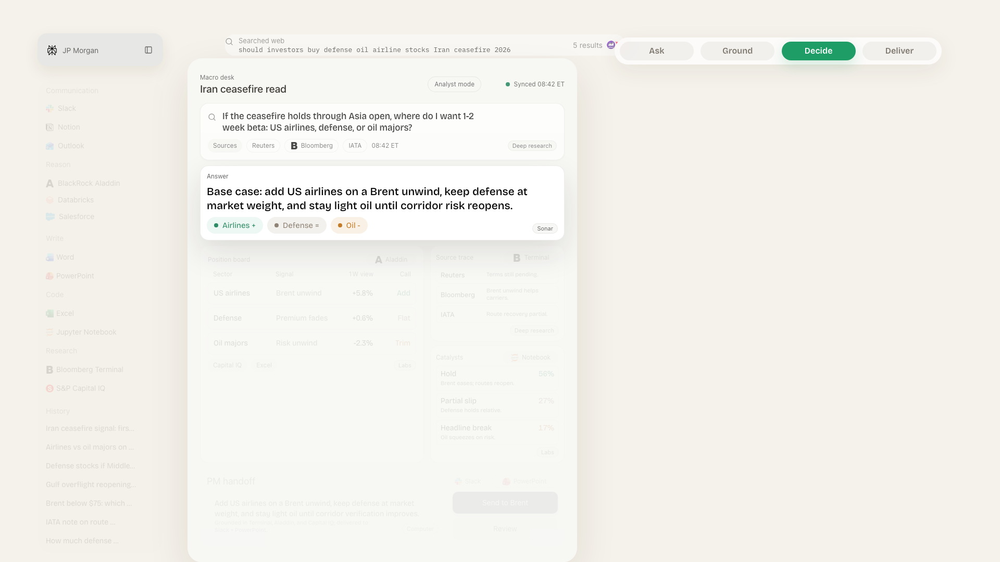 JP Morgan
Searched web
should investors buy defense oil airline stocks Iran ceasefire 2026
5 results
Ask
Ground
Decide
Deliver
Communication
Slack
Notion
Outlook
Reason
BlackRock Aladdin
Databricks
Salesforce
Write
Word
PowerPoint
Code
Excel
Jupyter Notebook
Research
Bloomberg Terminal
S&P Capital IQ
History
Iran ceasefire signal: firs...
Airlines vs oil majors on ...
Defense stocks if Middle...
Gulf overflight reopening...
Brent below $75: which ...
IATA note on route ...
How much defense ...
Macro desk
Iran ceasefire read
Analyst mode
Synced 08:42 ET
If the ceasefire holds through Asia open, where do I want 1-2
week beta: US airlines, defense, or oil majors?
Sources
Reuters
B Bloomberg
IATA
08:42 ET
Deep research
Answer
Base case: add US airlines on a Brent unwind, keep defense at
market weight, and stay light oil until corridor risk reopens.
Airlines +
Defense =
Oil -
Sonar
Position board
Aladdin
Sector Signal 1W view Call
US airlines Brent unwind +5.8% Add
Defense Premium fades +0.6% Flat
Oil majors Risk unwind -2.3% Trim
Capital IQ
Excel
Labs
Source trace
B Terminal
Reuters Terms still pending.
Bloomberg Brent unwind helps
carriers.
IATA Route recovery partial.
Deep research
Catalysts
Notebook
Hold 56%
Brent eases; routes reopen.
Partial slip 27%
Defense holds relative.
Headline break 17%
Oil squeezes on risk.
Labs
PM handoff
Slack
PowerPoint
Add US airlines on a Brent unwind, keep defense at market
weight, and stay light oil until corridor verification improves.
Grounded in Terminal, Aladdin, and Capital IQ; delivered to
Slack + PowerPoint.
Computer
Send to Brent
Review